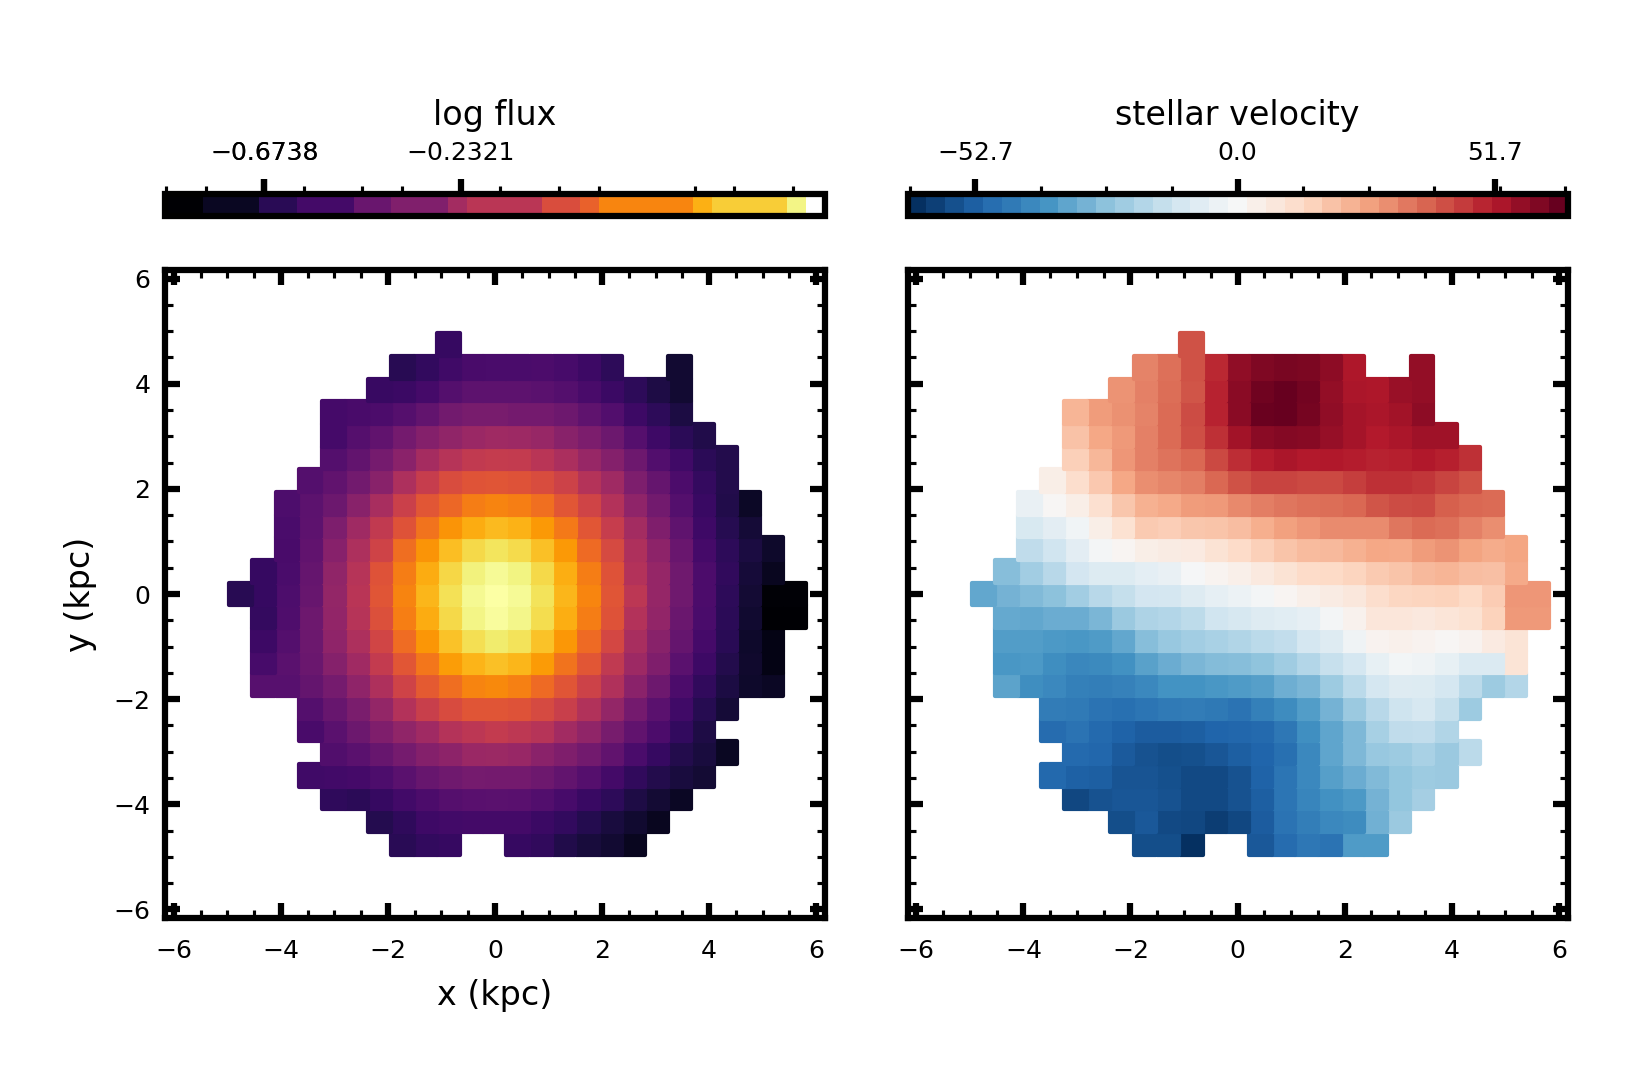 log flux
stellar velocity
−0.6738 −0.2321
−52.7 0.0 51.7
6
4
2
0
−2
−4
−6
y (kpc)
−6 −4 −2 0 2 4 6
−6 −4 −2 0 2 4 6
x (kpc)